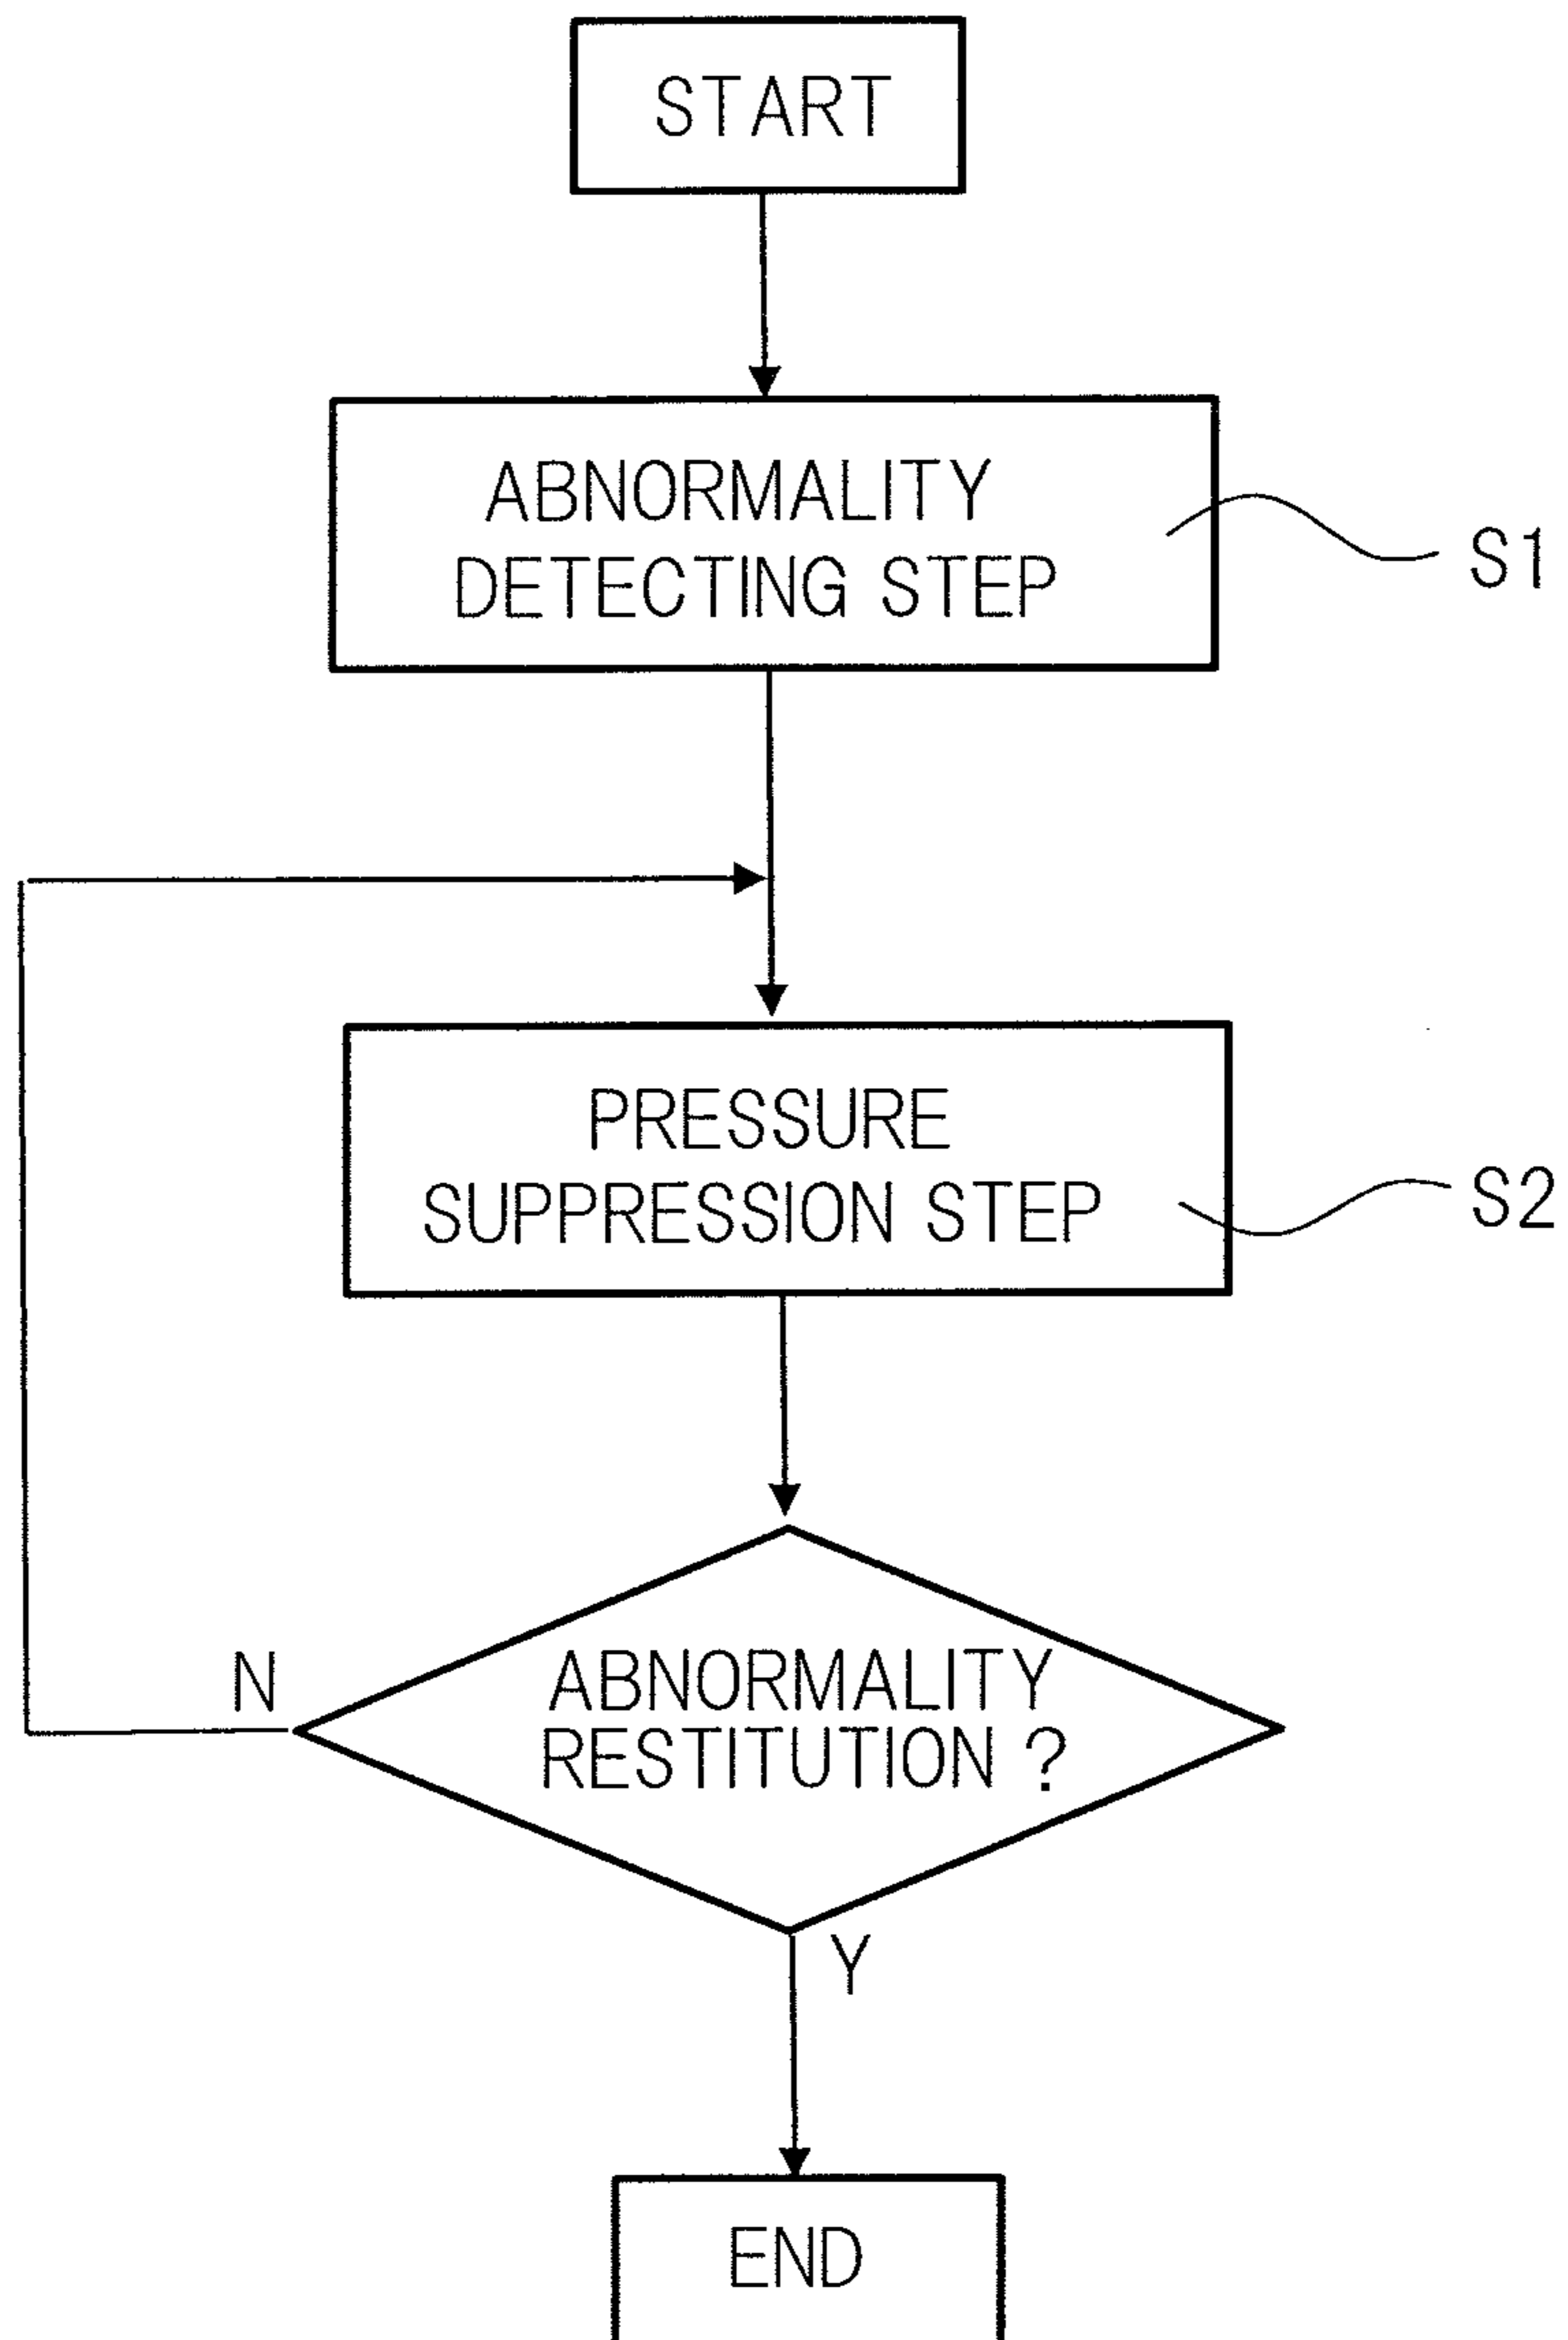 START
ABNORMALITY
DETECTING STEP
S1
PRESSURE
SUPPRESSION STEP
S2
N
ABNORMALITY
RESTITUTION ?
Y
END